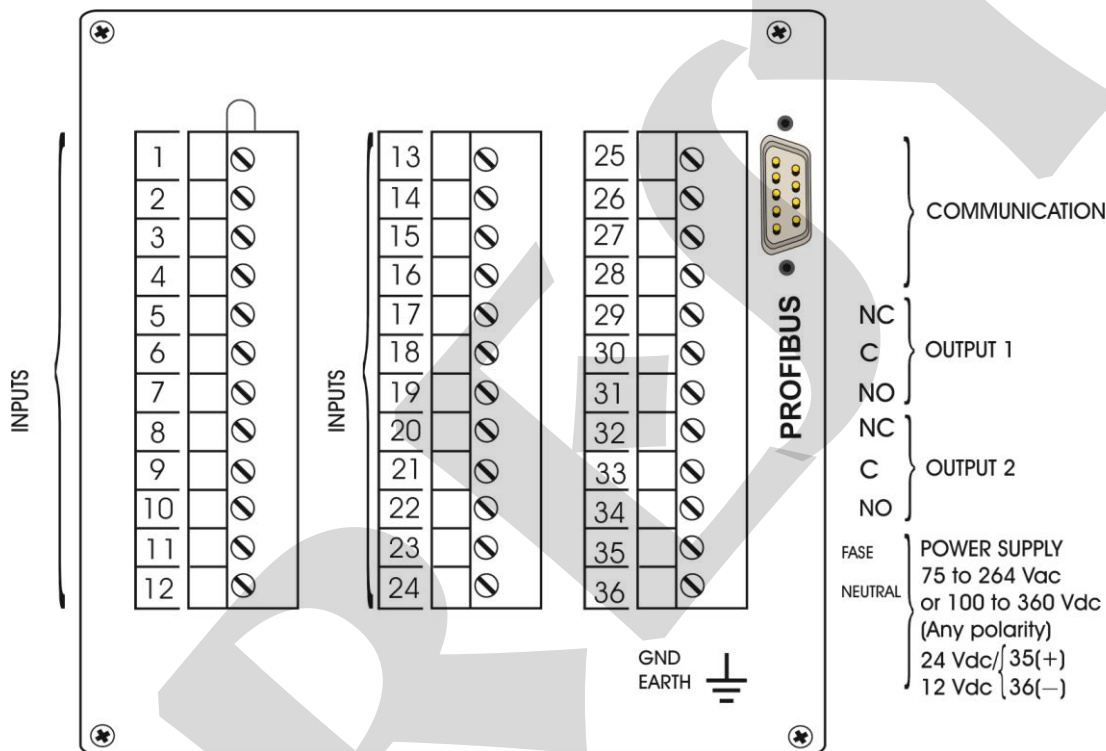 INPUTS
1
2
3
4
5
6
7
8
9
10
11
12
INPUTS
13
14
15
16
17
18
19
20
21
22
23
24
25
26
27
28
29
30
31
32
33
34
35
36
PROFIBUS
COMMUNICATION
NC
C
NO
OUTPUT 1
NC
C
NO
OUTPUT 2
FASE
NEUTRAL
POWER SUPPLY
75 to 264 Vac
or 100 to 360 Vdc
(Any polarity)
24 Vdc/ 35(+)
12 Vdc 36(—)
GND
EARTH